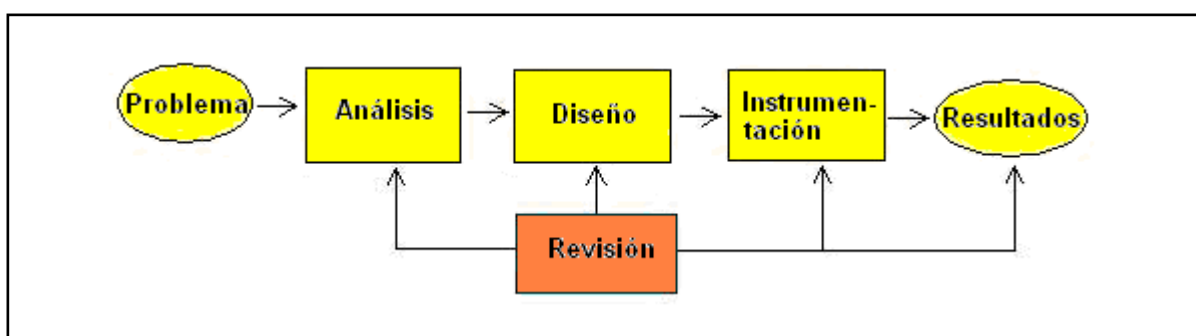 Problema
Análisis
Diseño
Instrumen-
tación
Resultados
Revisión